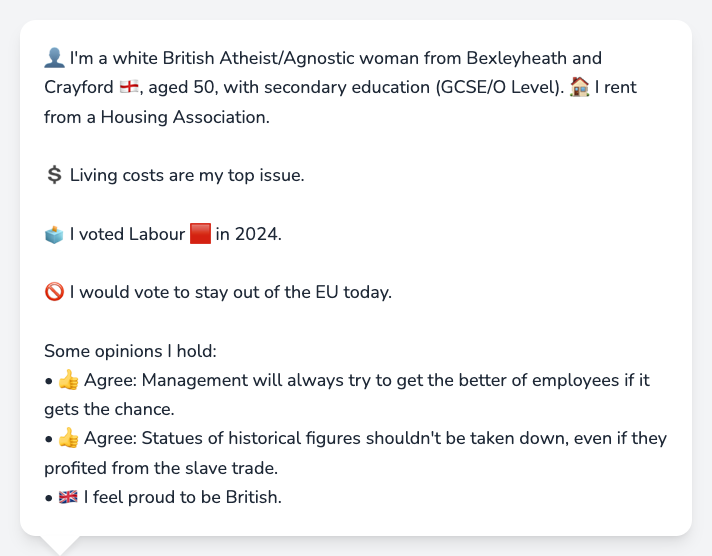 👤 I'm a white British Atheist/Agnostic woman from Bexleyheath and
Crayford 🏴󠁧󠁢󠁥󠁮󠁧󠁿, aged 50, with secondary education (GCSE/O Level). 🏠 I rent
from a Housing Association.
💲 Living costs are my top issue.
🗳️ I voted Labour 🟥 in 2024.
🚫 I would vote to stay out of the EU today.
Some opinions I hold:
• 👍 Agree: Management will always try to get the better of employees if it
gets the chance.
• 👍 Agree: Statues of historical figures shouldn't be taken down, even if they
profited from the slave trade.
• 🇬🇧 I feel proud to be British.